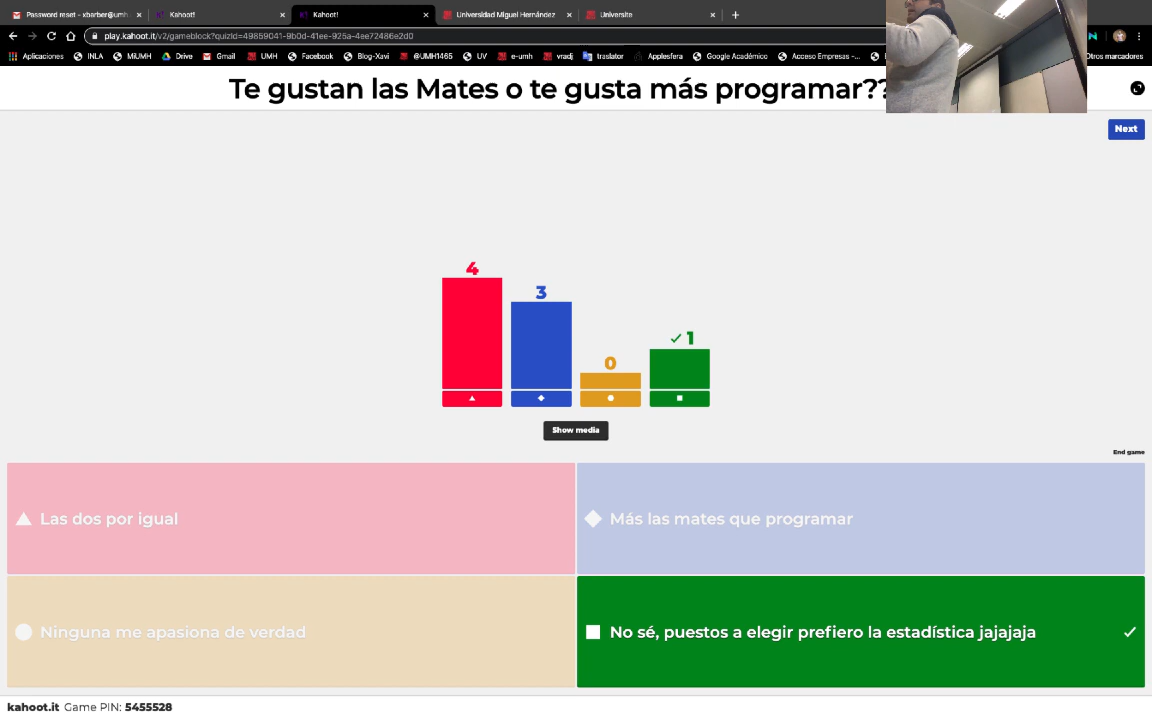 Password reset - xbarber@umh.
Kahoot!
Kahoot!
Universidad Miguel Hernández
Universite
play.kahoot.it/v2/gameblock?quizId=49859041-9b0d-41ee-925a-4ee72486e2d0
Aplicaciones INLA MiUMH Drive Gmail UMH Facebook Blog-Xavi @UMH1465 UV e-umh vradj traslator Applesfera Google Académico Acceso Empresas -... Otros marcadores
Te gustan las Mates o te gusta más programar??
Next
4
3
0
1
Show media
End game
Las dos por igual
Más las mates que programar
Ninguna me apasiona de verdad
No sé, puestos a elegir prefiero la estadística jajajaja
kahoot.it Game PIN: 5455528